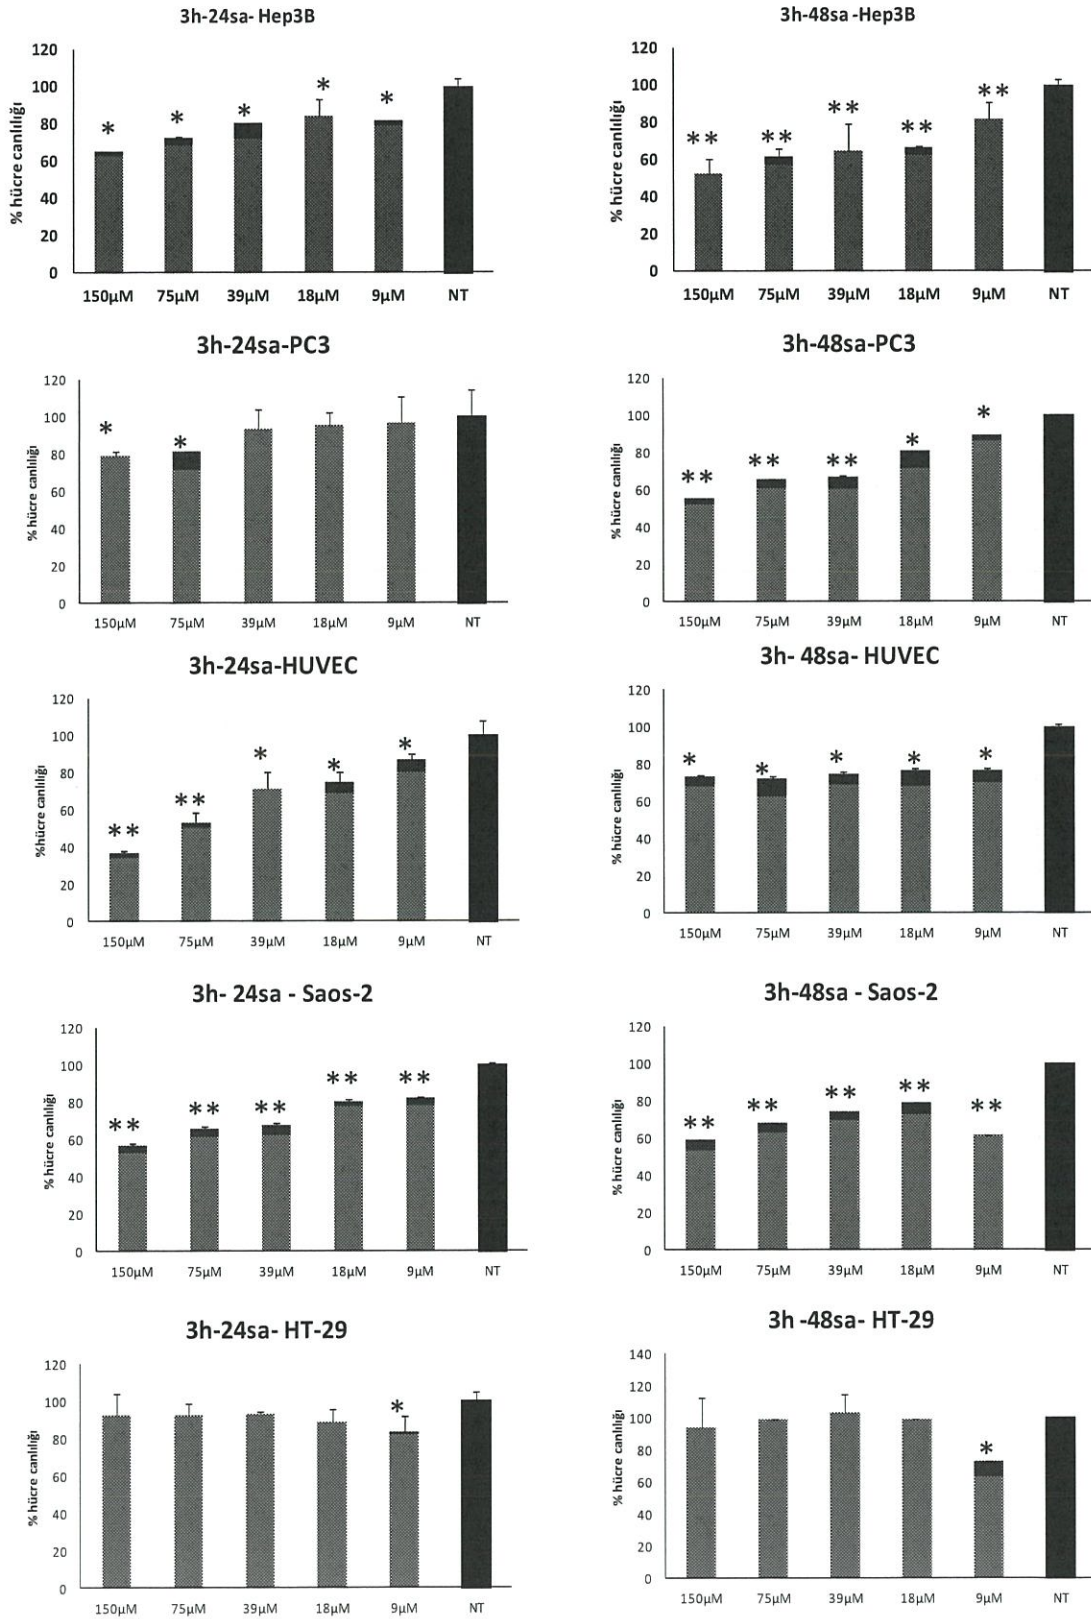 3h-24sa- Hep3B
% hücre canlılığı
120
100
80
60
40
20
0
* * * * *
150µM 75µM 39µM 18µM 9µM NT
3h-48sa -Hep3B
% hücre canlılığı
120
100
80
60
40
20
0
** ** ** ** **
150µM 75µM 39µM 18µM 9µM NT
3h-24sa-PC3
% hücre canlılığı
120
100
80
60
40
20
0
* *
150µM 75µM 39µM 18µM 9µM NT
3h-48sa-PC3
% hücre canlılığı
120
100
80
60
40
20
0
** ** ** * *
150µM 75µM 39µM 18µM 9µM NT
3h-24sa-HUVEC
%hücre canlılığı
120
100
80
60
40
20
0
** ** * * *
150µM 75µM 39µM 18µM 9µM NT
3h- 48sa- HUVEC
% hücre canlılığı
120
100
80
60
40
20
0
* * * * *
150µM 75µM 39µM 18µM 9µM NT
3h- 24sa - Saos-2
% hücre canlılığı
120
100
80
60
40
20
0
** ** ** ** **
150µM 75µM 39µM 18µM 9µM NT
3h-48sa - Saos-2
% hücre canlılığı
120
100
80
60
40
20
0
** ** ** ** **
150µM 75µM 39µM 18µM 9µM NT
3h-24sa- HT-29
% hücre canlılığı
120
100
80
60
40
20
0
*
150µM 75µM 39µM 18µM 9µM NT
3h -48sa- HT-29
% hücre canlılığı
140
120
100
80
60
40
20
0
*
150µM 75µM 39µM 18µM 9µM NT